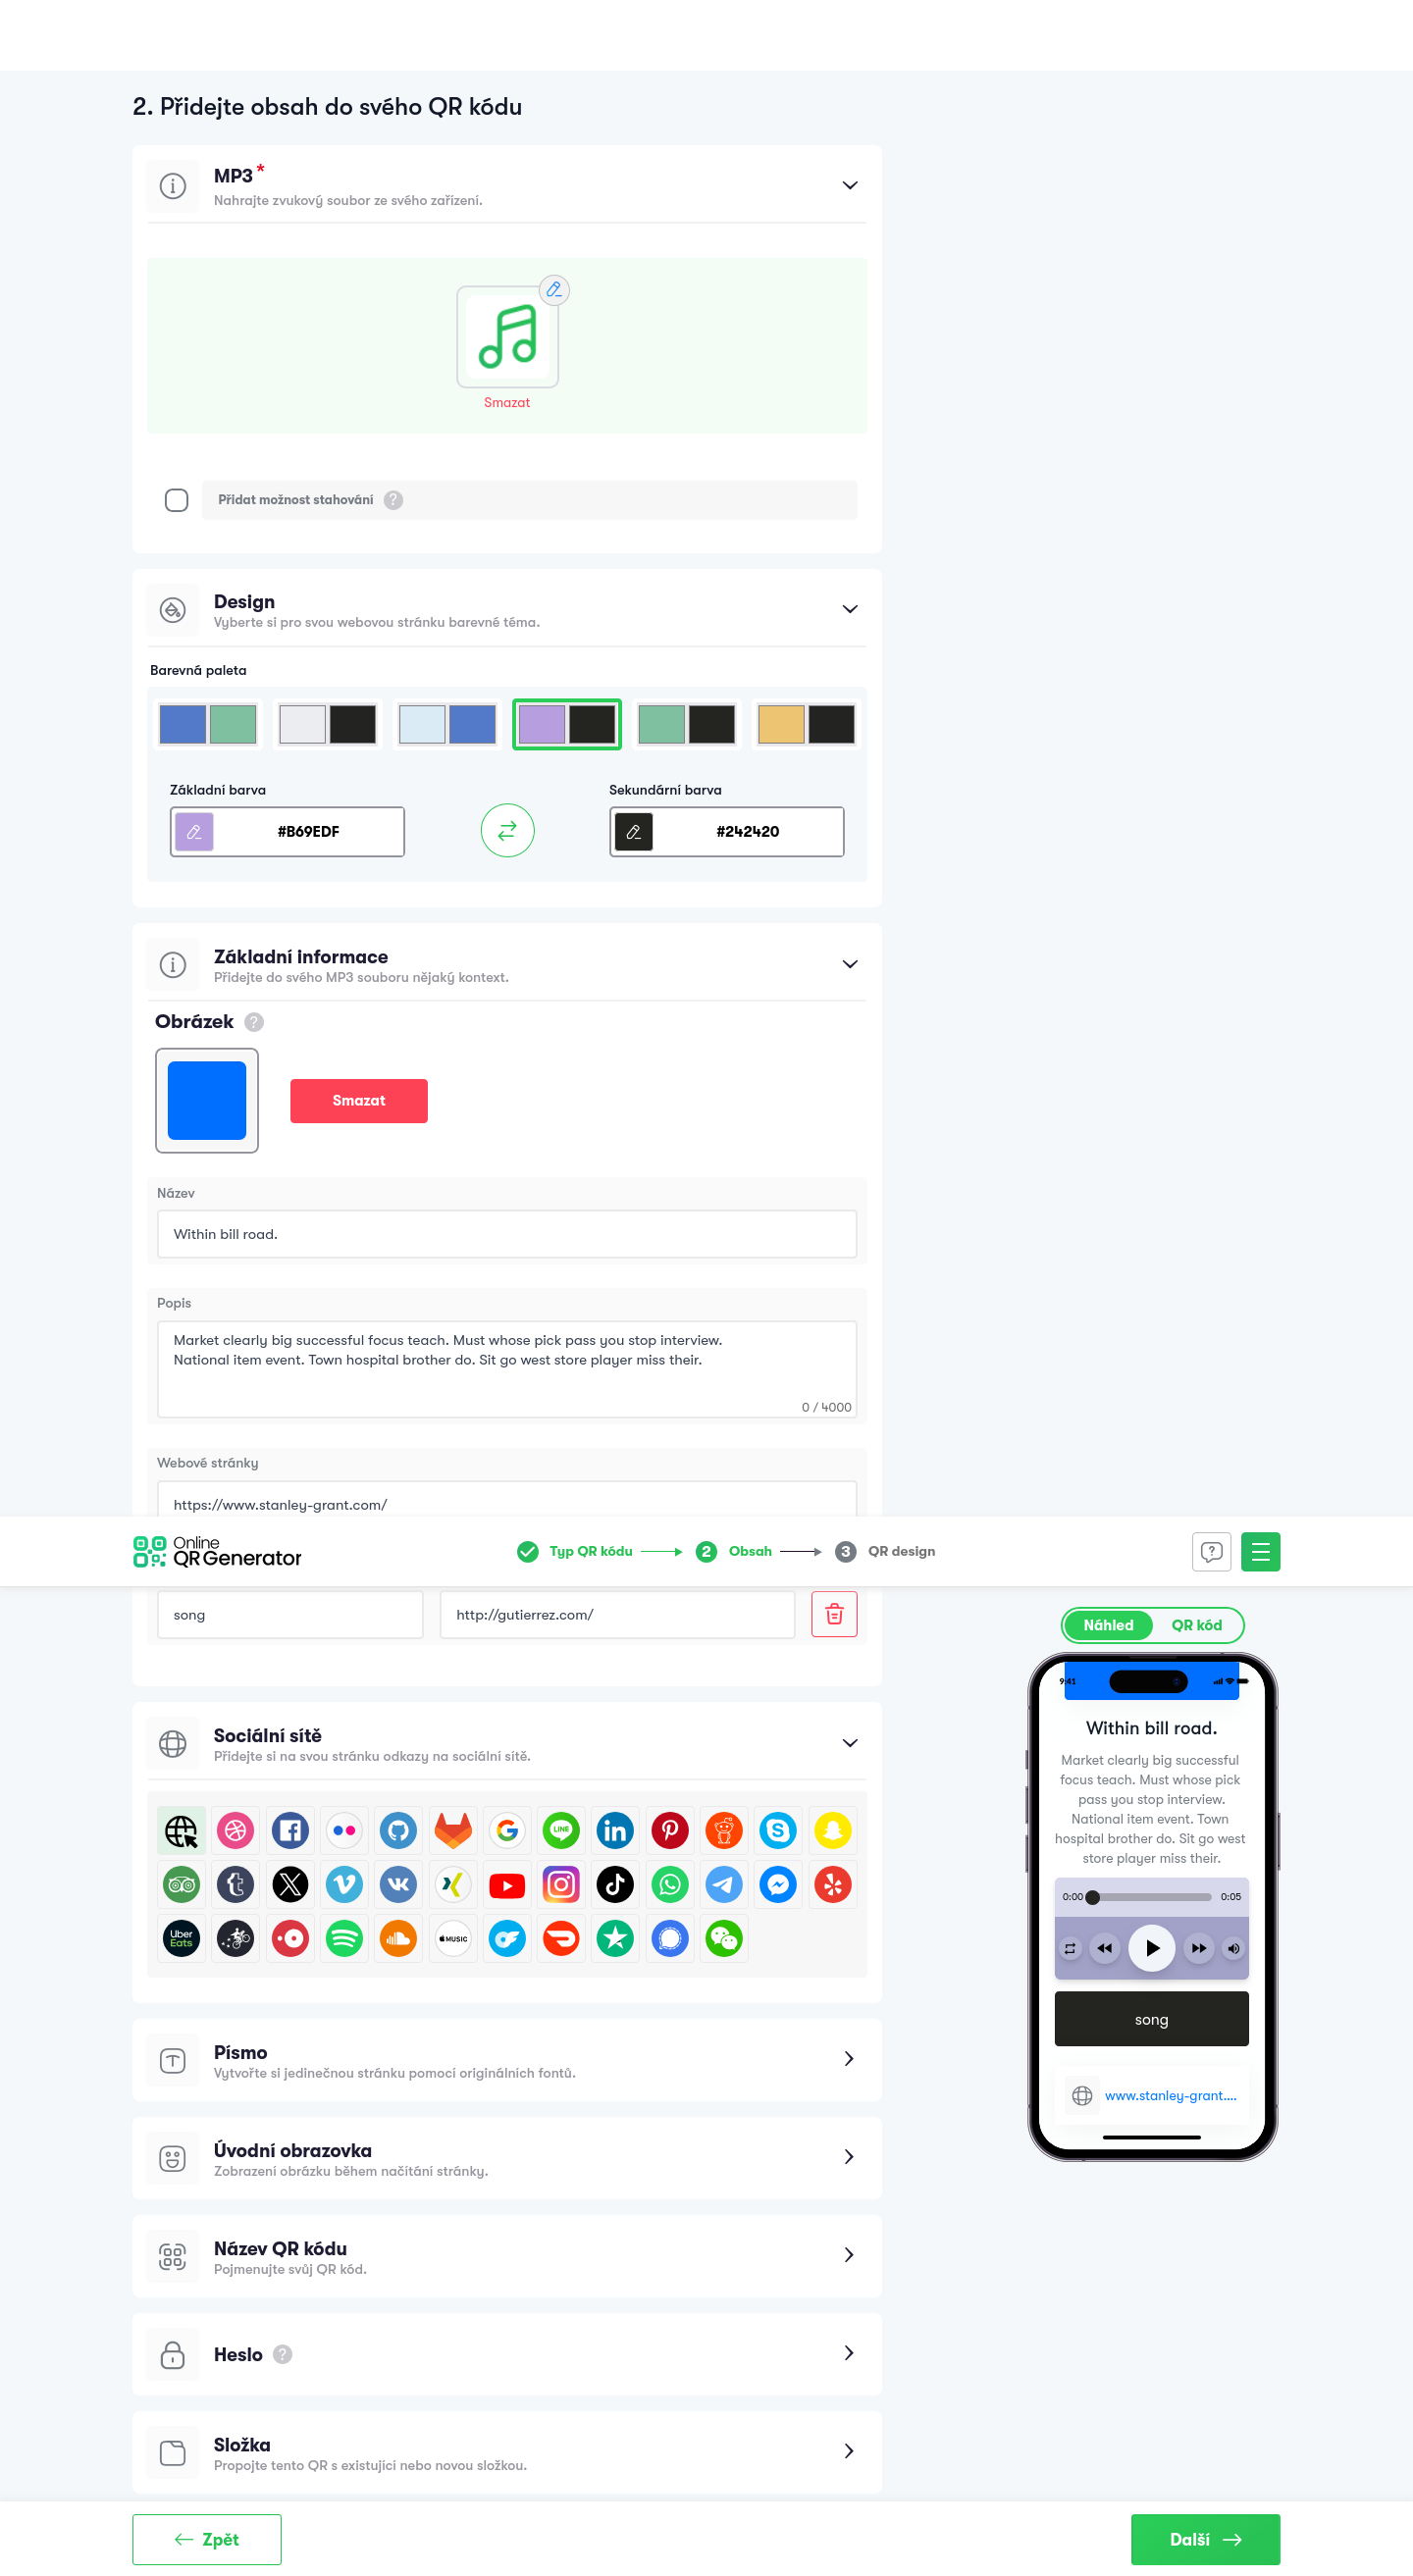 2. Přidejte obsah do svého QR kódu
MP3 *
Nahrajte zvukový soubor ze svého zařízení.
Smazat
Přidat možnost stahování ?
Design
Vyberte si pro svou webovou stránku barevné téma.
Barevná paleta
Základní barva
Sekundární barva
#B69EDF
#242420
Základní informace
Přidejte do svého MP3 souboru nějaký kontext.
Obrázek ?
Smazat
Název
Within bill road.
Popis
Market clearly big successful focus teach. Must whose pick pass you stop interview.
National item event. Town hospital brother do. Sit go west store player miss their.
0 / 4000
Webové stránky
https://www.stanley-grant.com/
Online
QR Generator
Typ QR kódu
2 Obsah
3 QR design
song
http://gutierrez.com/
Sociální sítě
Přidejte si na svou stránku odkazy na sociální sítě.
LINE
Uber
Eats
MUSIC
Písmo
Vytvořte si jedinečnou stránku pomocí originálních fontů.
Úvodní obrazovka
Zobrazení obrázku během načítání stránky.
Název QR kódu
Pojmenujte svůj QR kód.
Heslo ?
Složka
Propojte tento QR s existující nebo novou složkou.
Zpět
Další
Náhled
QR kód
9:41
Within bill road.
Market clearly big successful
focus teach. Must whose pick
pass you stop interview.
National item event. Town
hospital brother do. Sit go west
store player miss their.
0:00
0:05
song
www.stanley-grant....